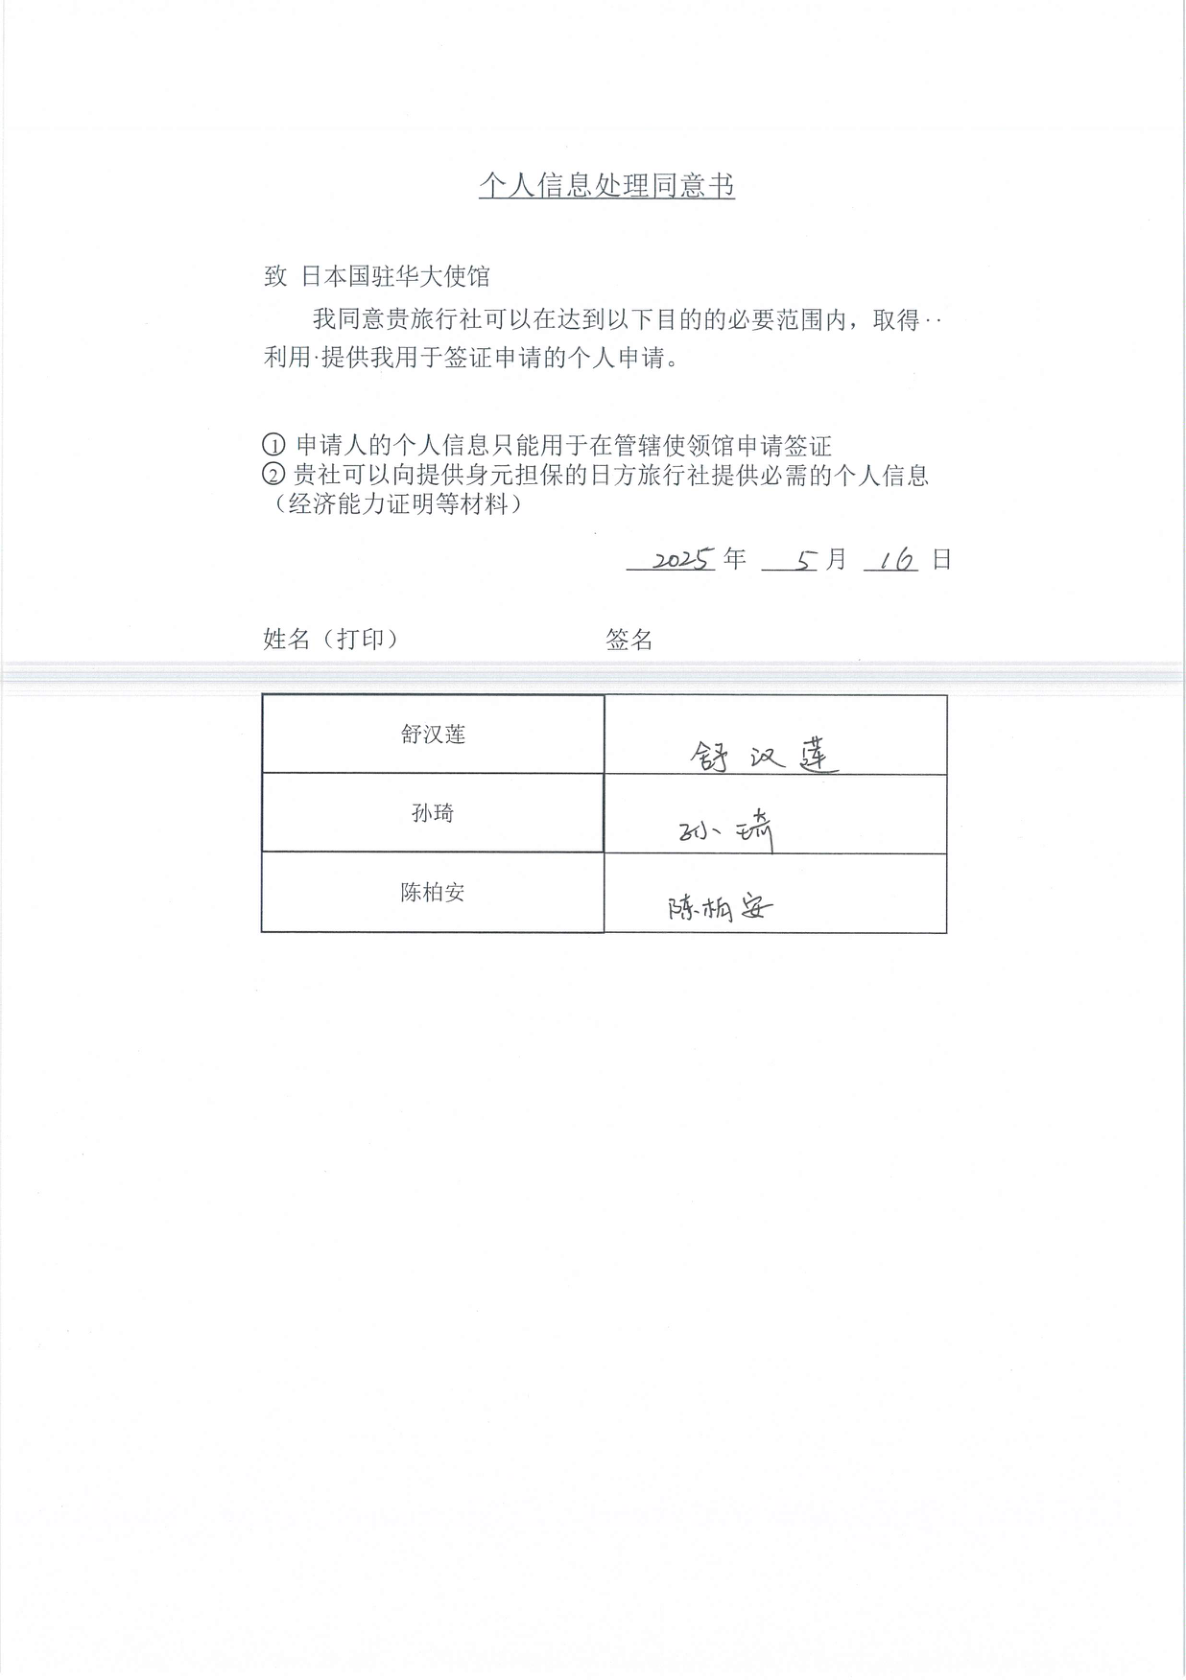 个人信息处理同意书
致 日本国驻华大使馆
我同意贵旅行社可以在达到以下目的的必要范围内，取得··
利用·提供我用于签证申请的个人申请。
① 申请人的个人信息只能用于在管辖使领馆申请签证
② 贵社可以向提供身元担保的日方旅行社提供必需的个人信息
（经济能力证明等材料）
2025 年 5 月 16 日
姓名（打印） 签名
舒汉莲 舒汉莲
孙琦 孙琦
陈柏安 陈柏安